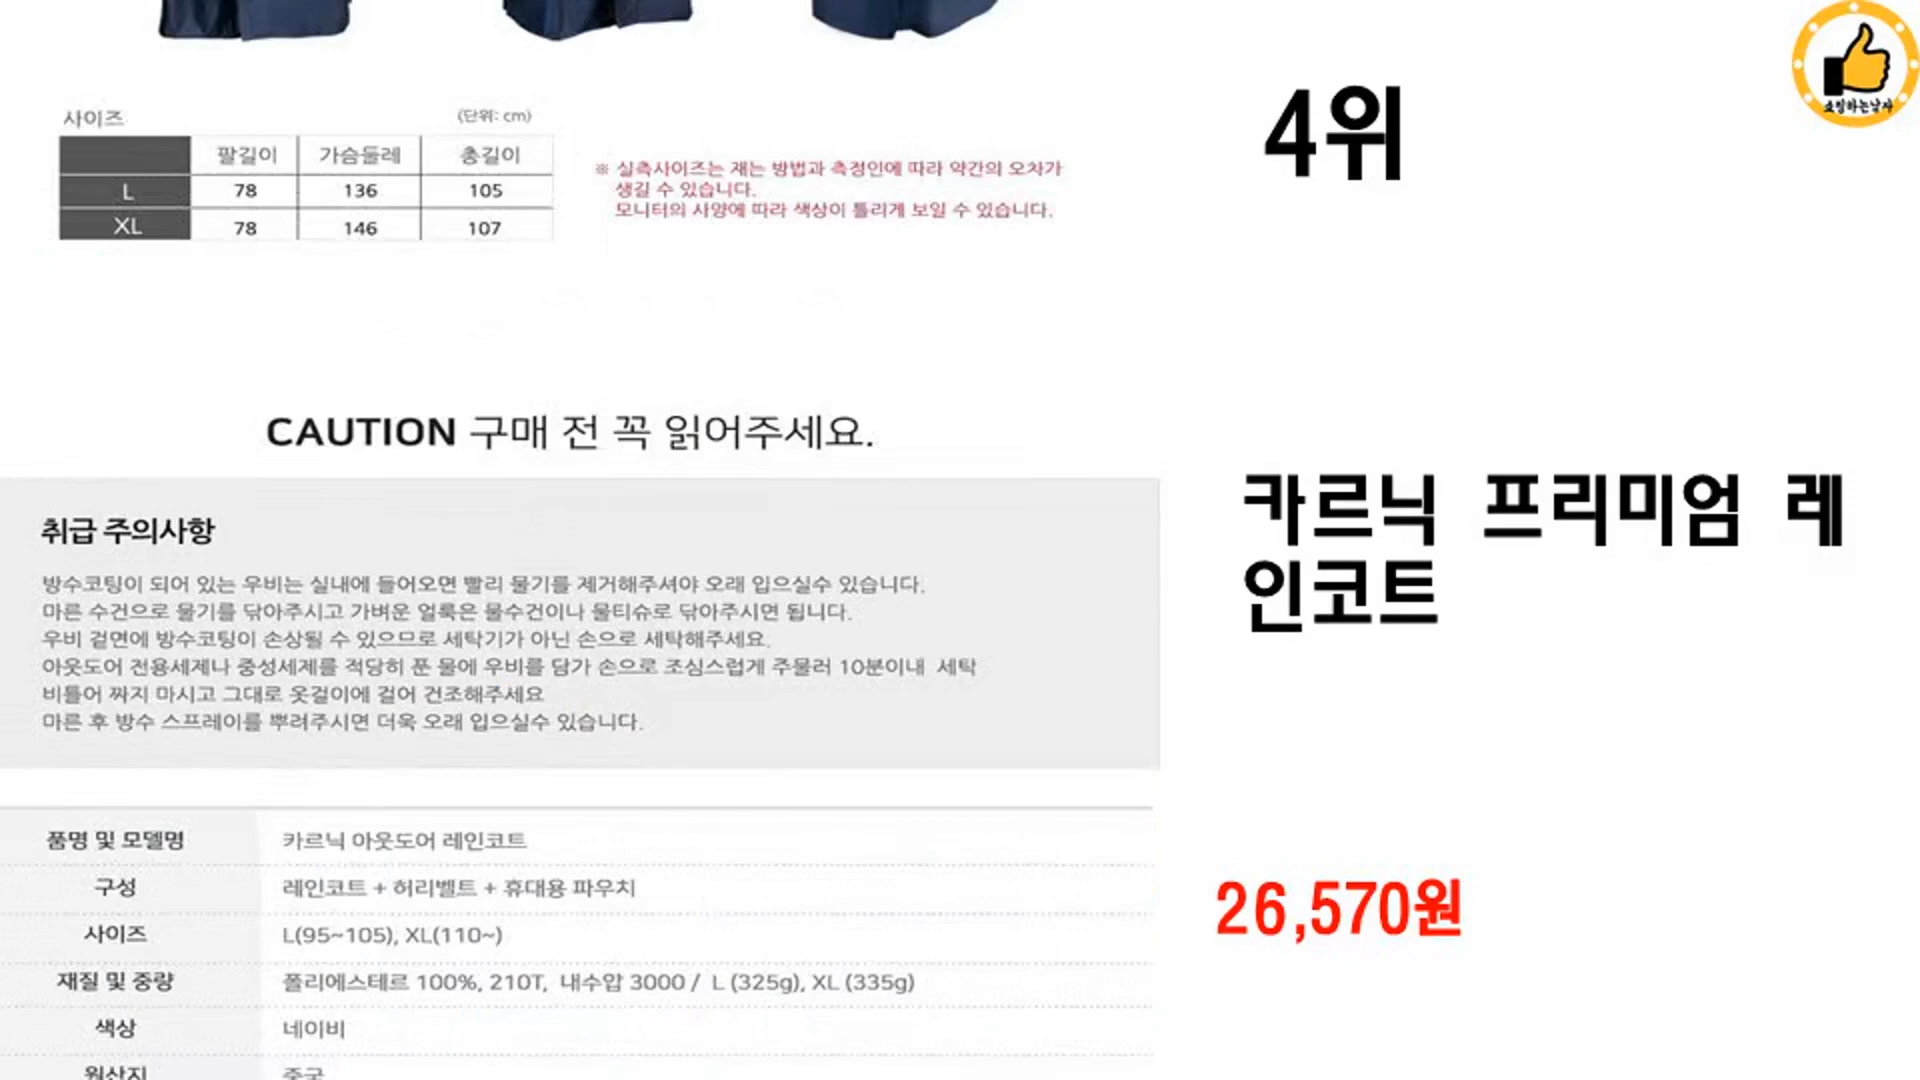 쇼핑하는남자
4위
사이즈
(단위: cm)
팔길이 가슴둘레 총길이
L 78 136 105
XL 78 146 107
※ 실측사이즈는 재는 방법과 측정인에 따라 약간의 오차가
생길 수 있습니다.
모니터의 사양에 따라 색상이 틀리게 보일 수 있습니다.
CAUTION 구매 전 꼭 읽어주세요.
취급 주의사항
방수코팅이 되어 있는 우비는 실내에 들어오면 빨리 물기를 제거해주셔야 오래 입으실수 있습니다.
마른 수건으로 물기를 닦아주시고 가벼운 얼룩은 물수건이나 물티슈로 닦아주시면 됩니다.
우비 겉면에 방수코팅이 손상될 수 있으므로 세탁기가 아닌 손으로 세탁해주세요.
아웃도어 전용세제나 중성세제를 적당히 푼 물에 우비를 담가 손으로 조심스럽게 주물러 10분이내 세탁
비틀어 짜지 마시고 그대로 옷걸이에 걸어 건조해주세요
마른 후 방수 스프레이를 뿌려주시면 더욱 오래 입으실수 있습니다.
카르닉 프리미엄 레
인코트
품명 및 모델명 카르닉 아웃도어 레인코트
구성 레인코트 + 허리벨트 + 휴대용 파우치
사이즈 L(95~105), XL(110~)
재질 및 중량 폴리에스테르 100%, 210T, 내수압 3000 / L (325g), XL (335g)
색상 네이비
원산지 중국
26,570원